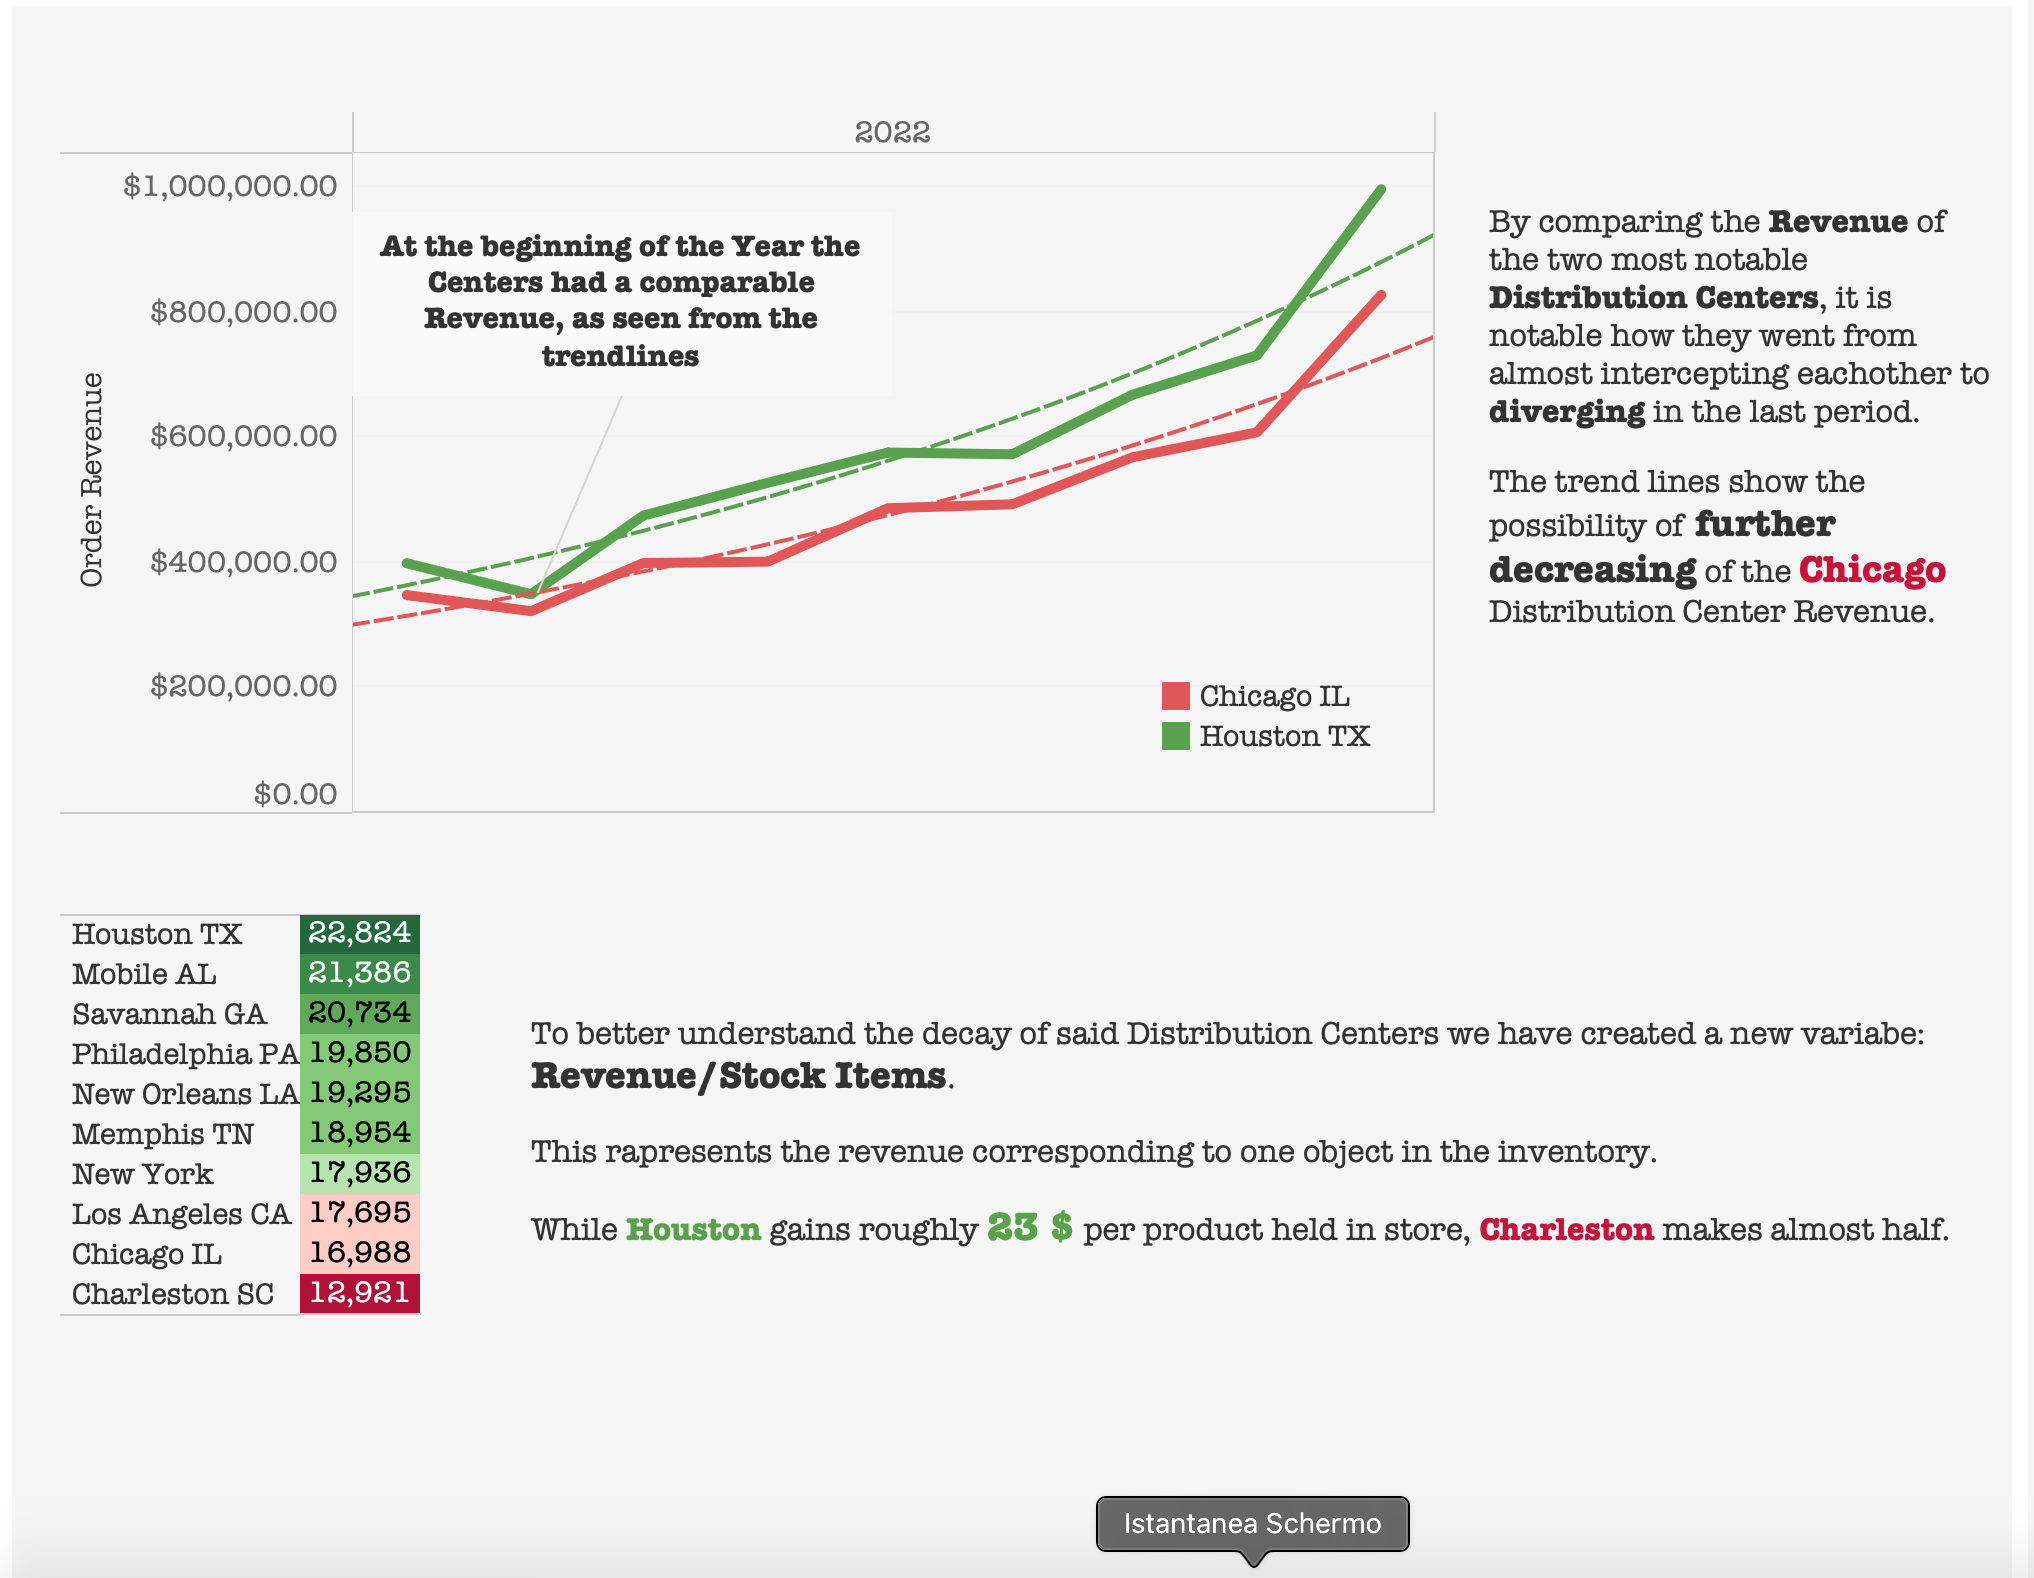 2022
$1,000,000.00
$800,000.00
$600,000.00
$400,000.00
$200,000.00
$0.00
Order Revenue
At the beginning of the Year the
Centers had a comparable
Revenue, as seen from the
trendlines
Chicago IL
Houston TX
By comparing the Revenue of
the two most notable
Distribution Centers, it is
notable how they went from
almost intercepting eachother to
diverging in the last period.
The trend lines show the
possibility of further
decreasing of the Chicago
Distribution Center Revenue.
Houston TX 22,824
Mobile AL 21,386
Savannah GA 20,734
Philadelphia PA 19,850
New Orleans LA 19,295
Memphis TN 18,954
New York 17,936
Los Angeles CA 17,695
Chicago IL 16,988
Charleston SC 12,921
To better understand the decay of said Distribution Centers we have created a new variabe:
Revenue/Stock Items.
This rapresents the revenue corresponding to one object in the inventory.
While Houston gains roughly 23 $ per product held in store, Charleston makes almost half.
Istantanea Schermo